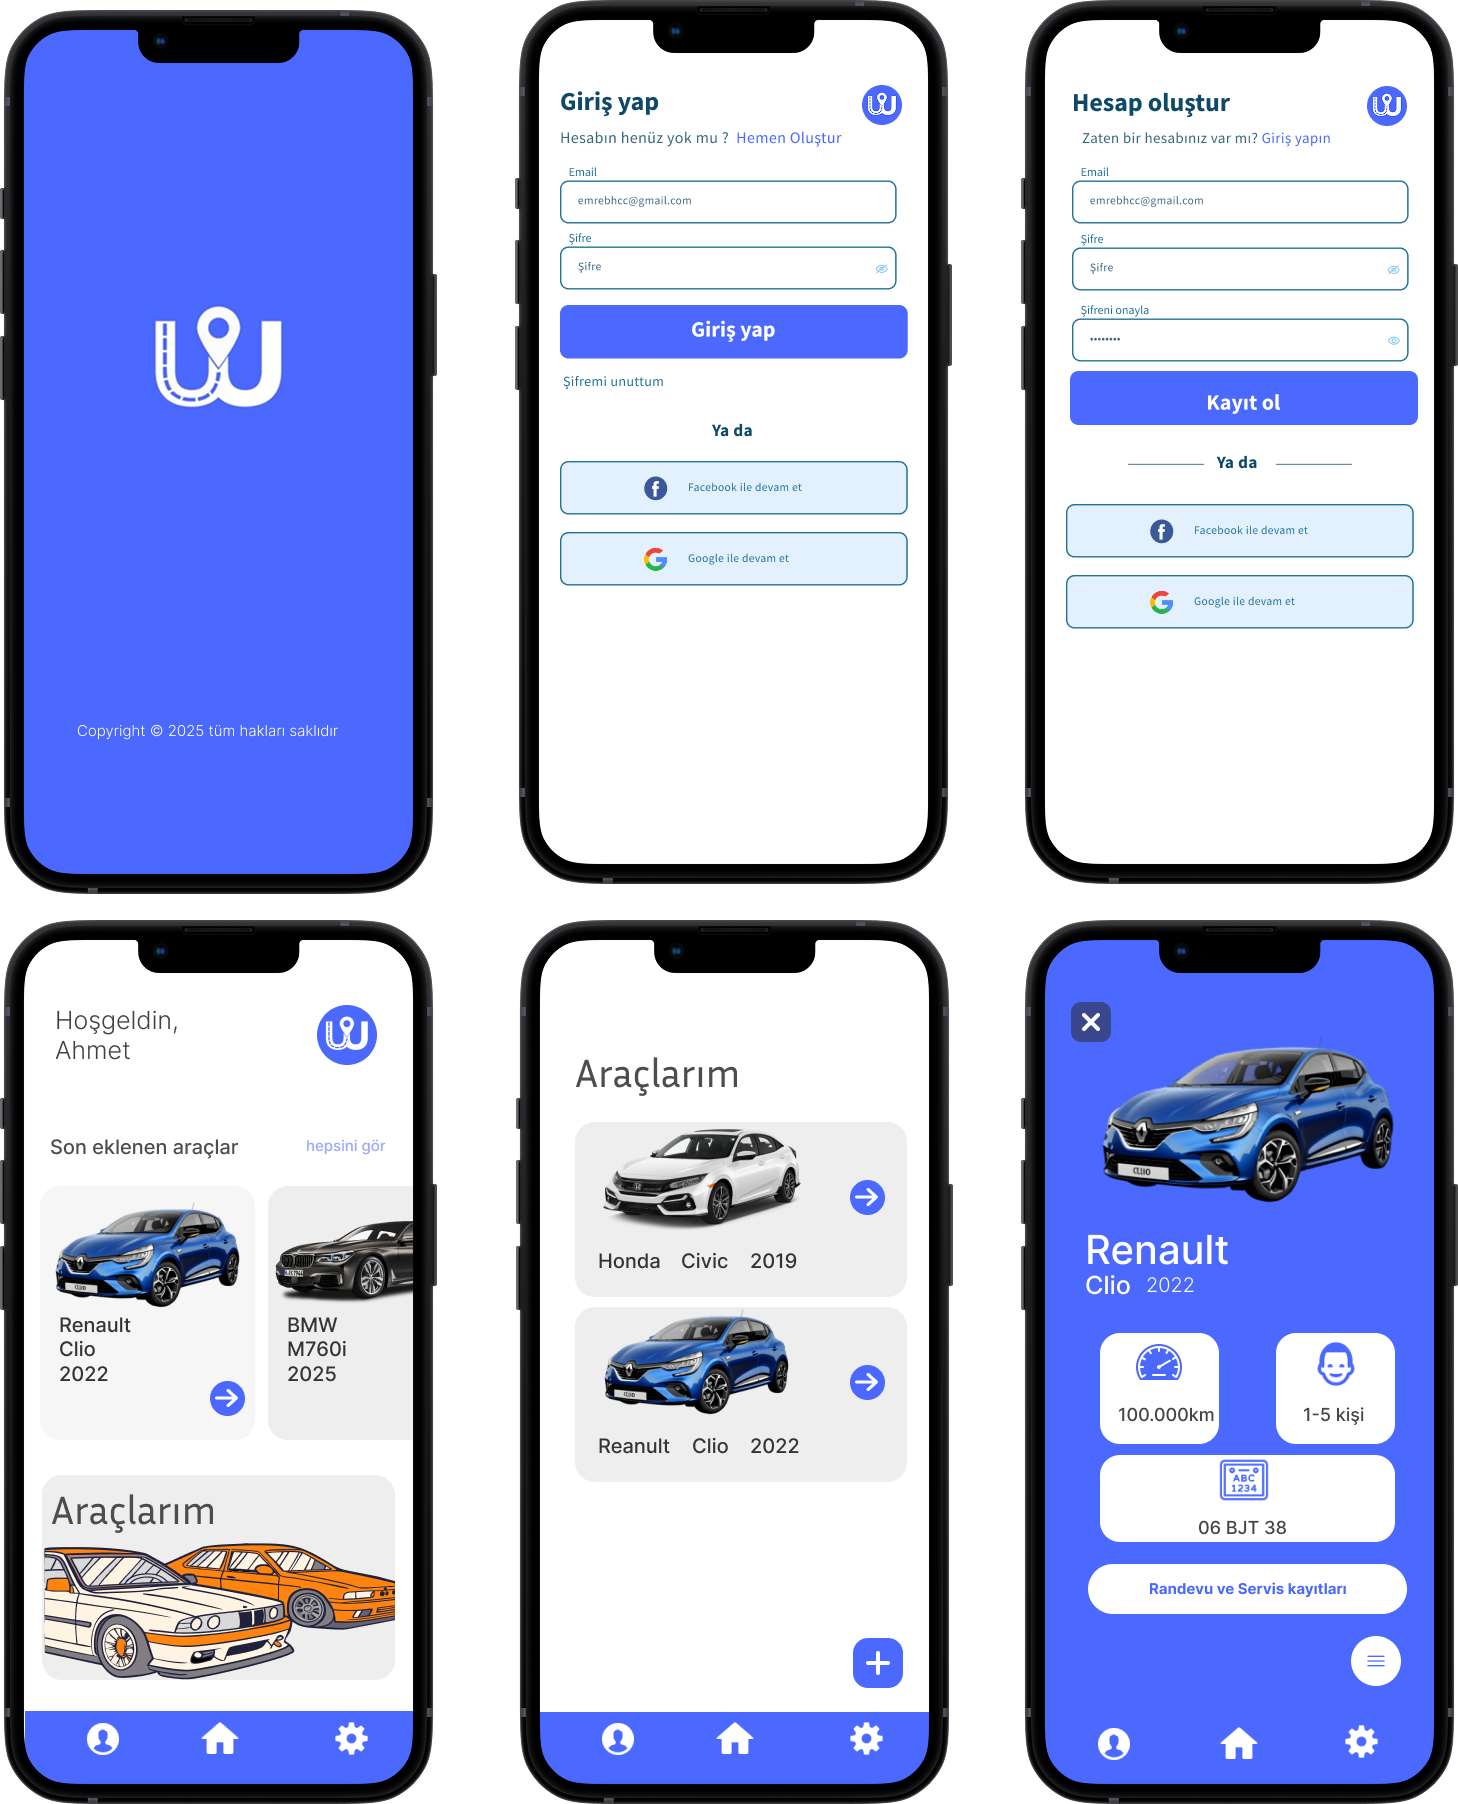 Copyright © 2025 tüm hakları saklıdır
Giriş yap
Hesabın henüz yok mu ? Hemen Oluştur
Email
emrebhcc@gmail.com
Şifre
Şifre
Giriş yap
Şifremi unuttum
Ya da
Facebook ile devam et
Google ile devam et
Hesap oluştur
Zaten bir hesabınız var mı? Giriş yapın
Email
emrebhcc@gmail.com
Şifre
Şifre
Şifreni onayla
••••••••
Kayıt ol
Ya da
Facebook ile devam et
Google ile devam et
Hoşgeldin,
Ahmet
Son eklenen araçlar hepsini gör
CLIIO
Renault
Clio
2022
BMW
M760i
2025
Araçlarım
Araçlarım
Honda Civic 2019
CLIIO
Reanult Clio 2022
CLIIO
Renault
Clio 2022
100.000km
1-5 kişi
ABC
1234
06 BJT 38
Randevu ve Servis kayıtları